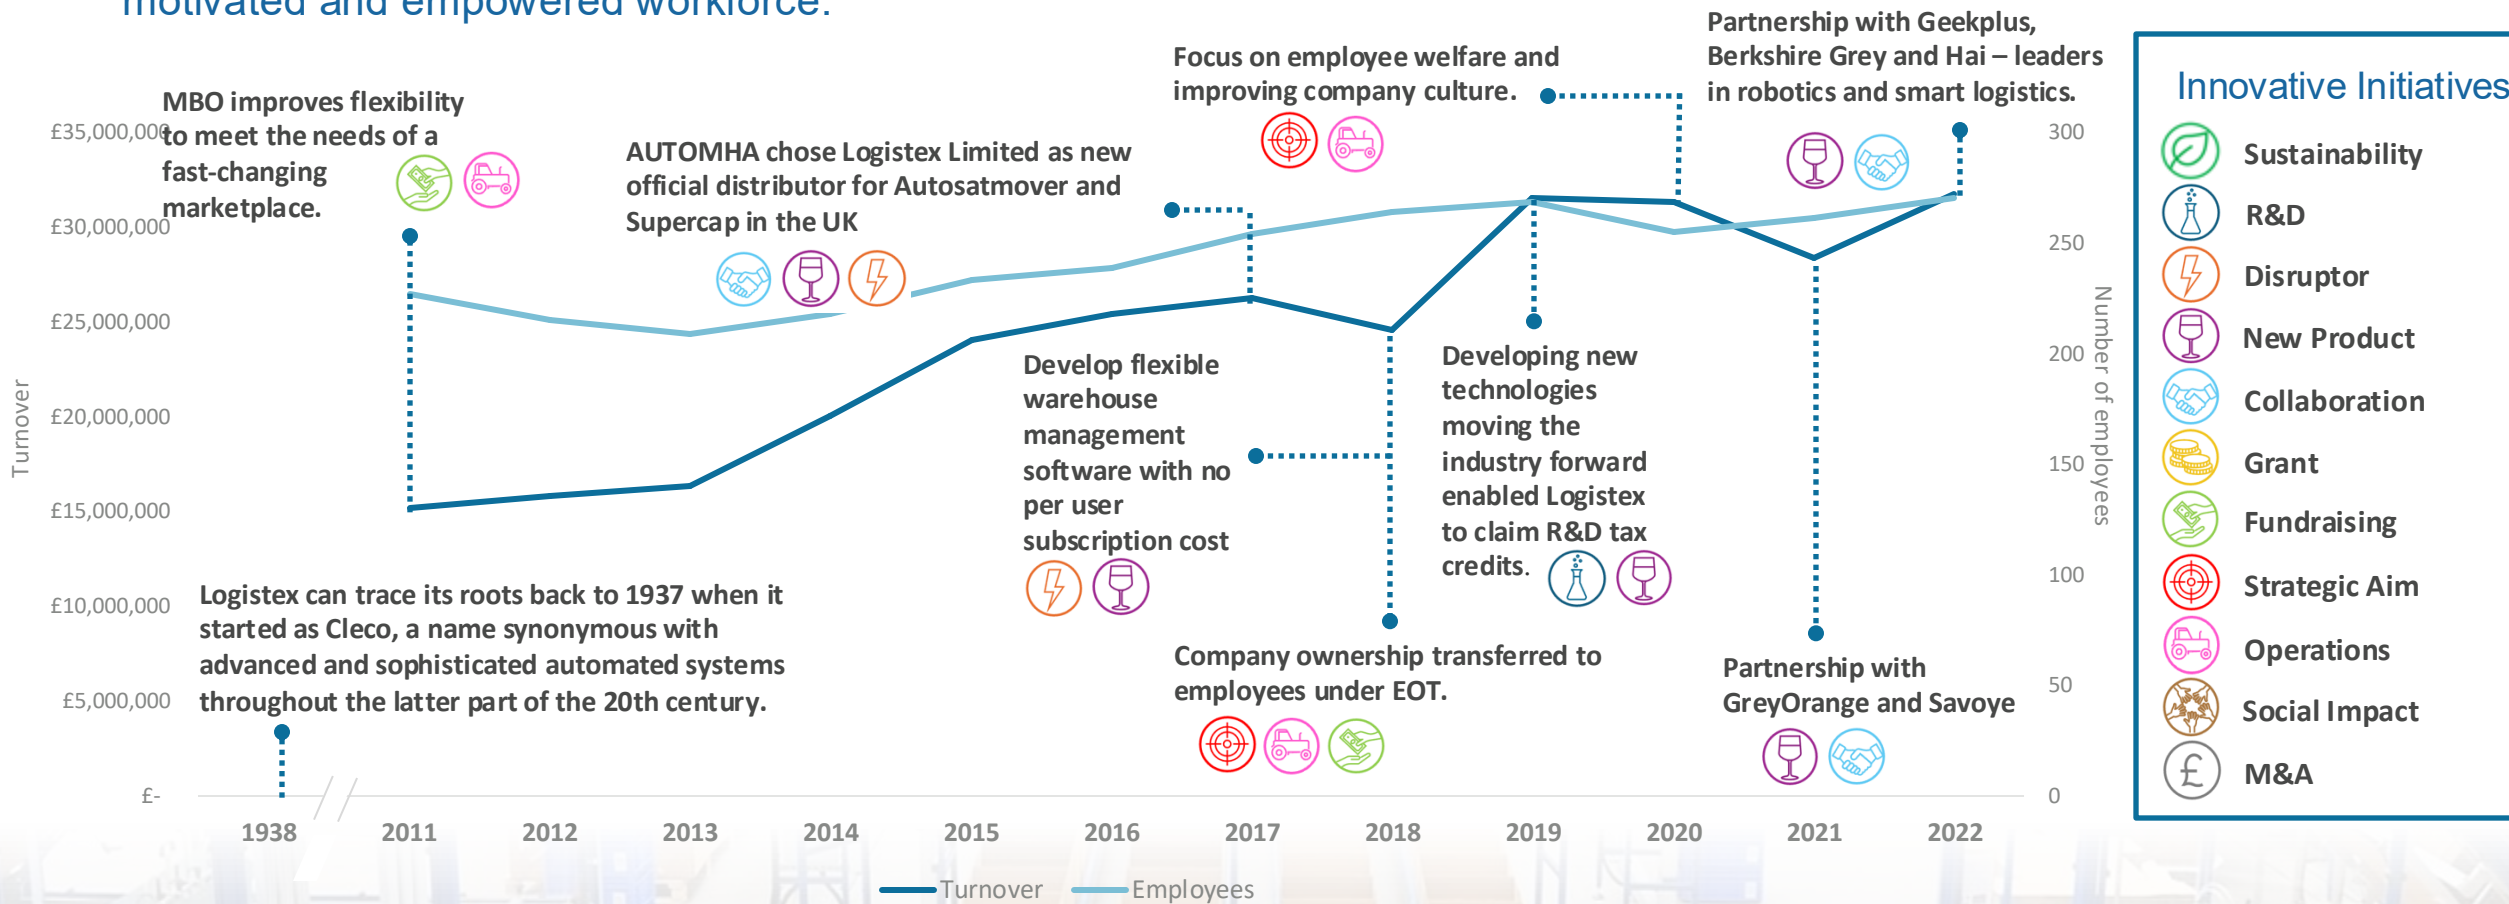 motivated and empowered workforce.
MBO improves flexibility
to meet the needs of a
fast-changing
marketplace.
AUTOMHA chose Logistex Limited as new
official distributor for Autosatmover and
Supercap in the UK
Focus on employee welfare and
improving company culture.
Partnership with Geekplus,
Berkshire Grey and Hai – leaders
in robotics and smart logistics.
Develop flexible
warehouse
management
software with no
per user
subscription cost
Developing new
technologies
moving the
industry forward
enabled Logistex
to claim R&D tax
credits.
Logistex can trace its roots back to 1937 when it
started as Cleco, a name synonymous with
advanced and sophisticated automated systems
throughout the latter part of the 20th century.
Company ownership transferred to
employees under EOT.
Partnership with
GreyOrange and Savoye
Turnover
£35,000,000
£30,000,000
£25,000,000
£20,000,000
£15,000,000
£10,000,000
£5,000,000
£-
300
250
200
150
100
50
0
Number of employees
1938 2011 2012 2013 2014 2015 2016 2017 2018 2019 2020 2021 2022
Turnover Employees
Innovative Initiatives
Sustainability
R&D
Disruptor
New Product
Collaboration
Grant
Fundraising
Strategic Aim
Operations
Social Impact
£ M&A